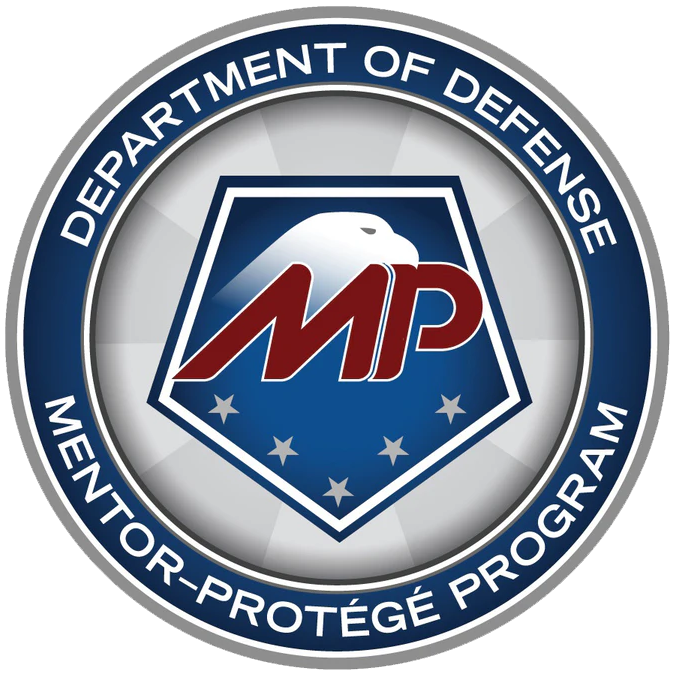 DEPARTMENT OF DEFENSE
MP
MENTOR–PROTÉGÉ PROGRAM